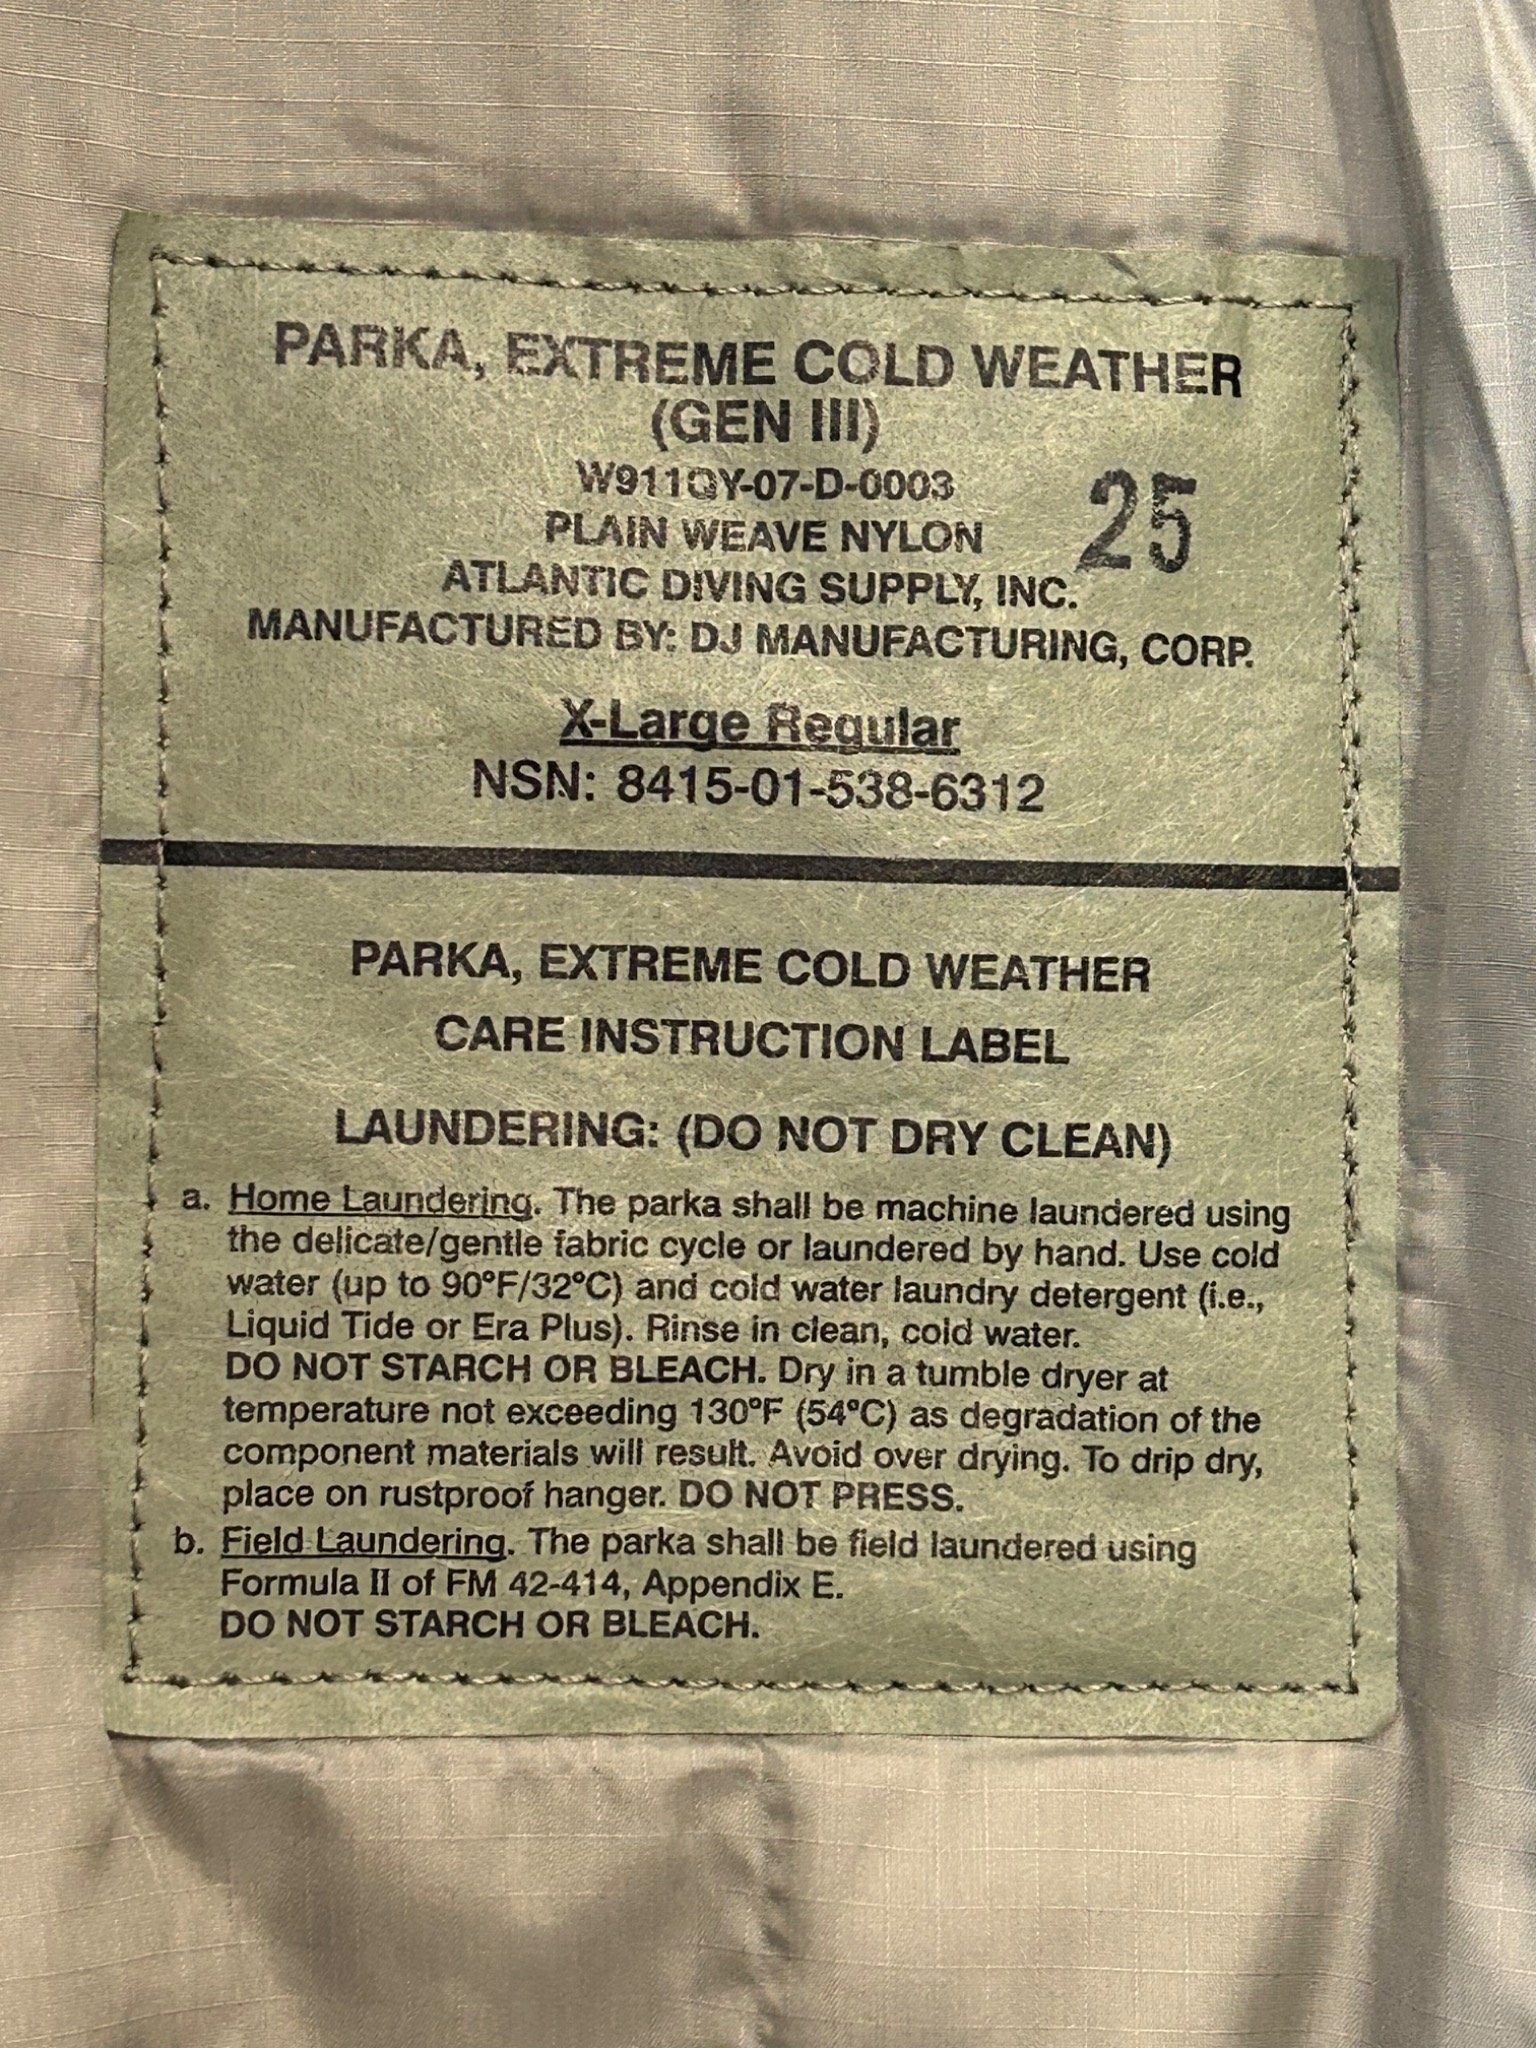 PARKA, EXTREME COLD WEATHER
(GEN III)
W911QY-07-D-0003
25
PLAIN WEAVE NYLON
ATLANTIC DIVING SUPPLY, INC.
MANUFACTURED BY: DJ MANUFACTURING, CORP.
X-Large Regular
NSN: 8415-01-538-6312
PARKA, EXTREME COLD WEATHER
CARE INSTRUCTION LABEL
LAUNDERING: (DO NOT DRY CLEAN)
a. Home Laundering. The parka shall be machine laundered using
the delicate/gentle fabric cycle or laundered by hand. Use cold
water (up to 90°F/32°C) and cold water laundry detergent (i.e.,
Liquid Tide or Era Plus). Rinse in clean, cold water.
DO NOT STARCH OR BLEACH. Dry in a tumble dryer at
temperature not exceeding 130°F (54°C) as degradation of the
component materials will result. Avoid over drying. To drip dry,
place on rustproof hanger. DO NOT PRESS.
b. Field Laundering. The parka shall be field laundered using
Formula II of FM 42-414, Appendix E.
DO NOT STARCH OR BLEACH.